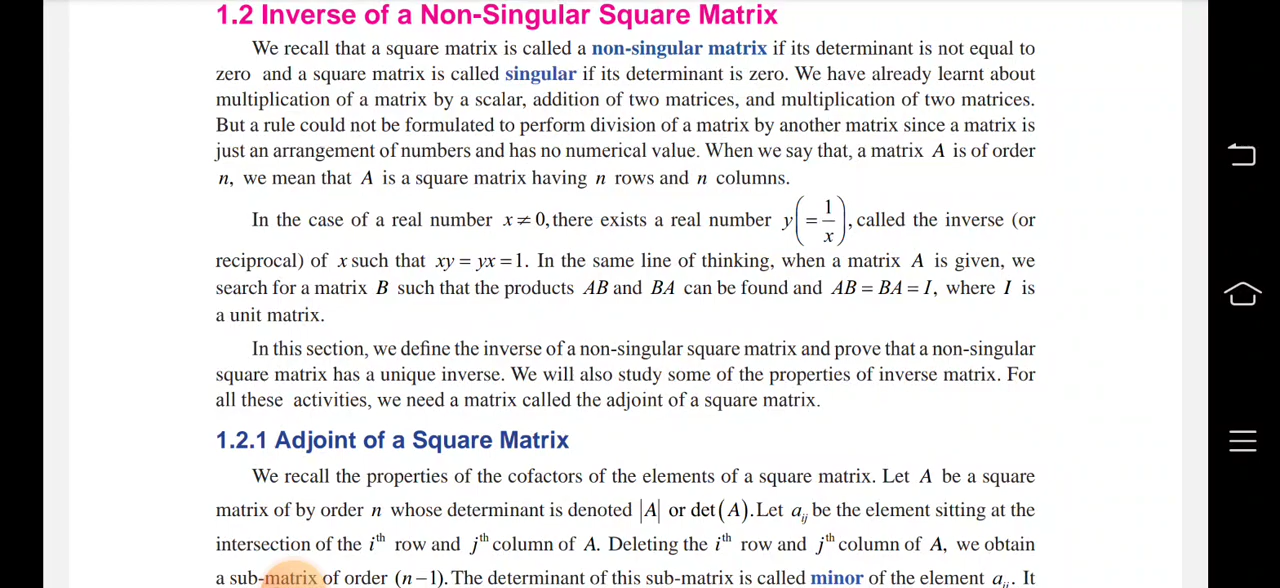 1.2 Inverse of a Non-Singular Square Matrix
We recall that a square matrix is called a non-singular matrix if its determinant is not equal to
zero and a square matrix is called singular if its determinant is zero. We have already learnt about
multiplication of a matrix by a scalar, addition of two matrices, and multiplication of two matrices.
But a rule could not be formulated to perform division of a matrix by another matrix since a matrix is
just an arrangement of numbers and has no numerical value. When we say that, a matrix A is of order
n, we mean that A is a square matrix having n rows and n columns.
In the case of a real number x ≠ 0, there exists a real number y(= 1/x), called the inverse (or
reciprocal) of x such that xy = yx = 1. In the same line of thinking, when a matrix A is given, we
search for a matrix B such that the products AB and BA can be found and AB = BA = I, where I is
a unit matrix.
In this section, we define the inverse of a non-singular square matrix and prove that a non-singular
square matrix has a unique inverse. We will also study some of the properties of inverse matrix. For
all these activities, we need a matrix called the adjoint of a square matrix.
1.2.1 Adjoint of a Square Matrix
We recall the properties of the cofactors of the elements of a square matrix. Let A be a square
matrix of by order n whose determinant is denoted |A| or det(A). Let a_ij be the element sitting at the
intersection of the i^th row and j^th column of A. Deleting the i^th row and j^th column of A, we obtain
a sub-matrix of order (n−1). The determinant of this sub-matrix is called minor of the element a_ij. It